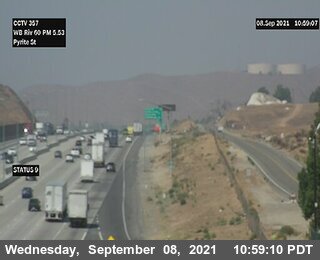 CCTV 357
WB Riv 60 PM 5.53
Pyrite St
08.Sep 2021 10:59:07
STATUS 9
Wednesday, September 08, 2021 10:59:10 PDT